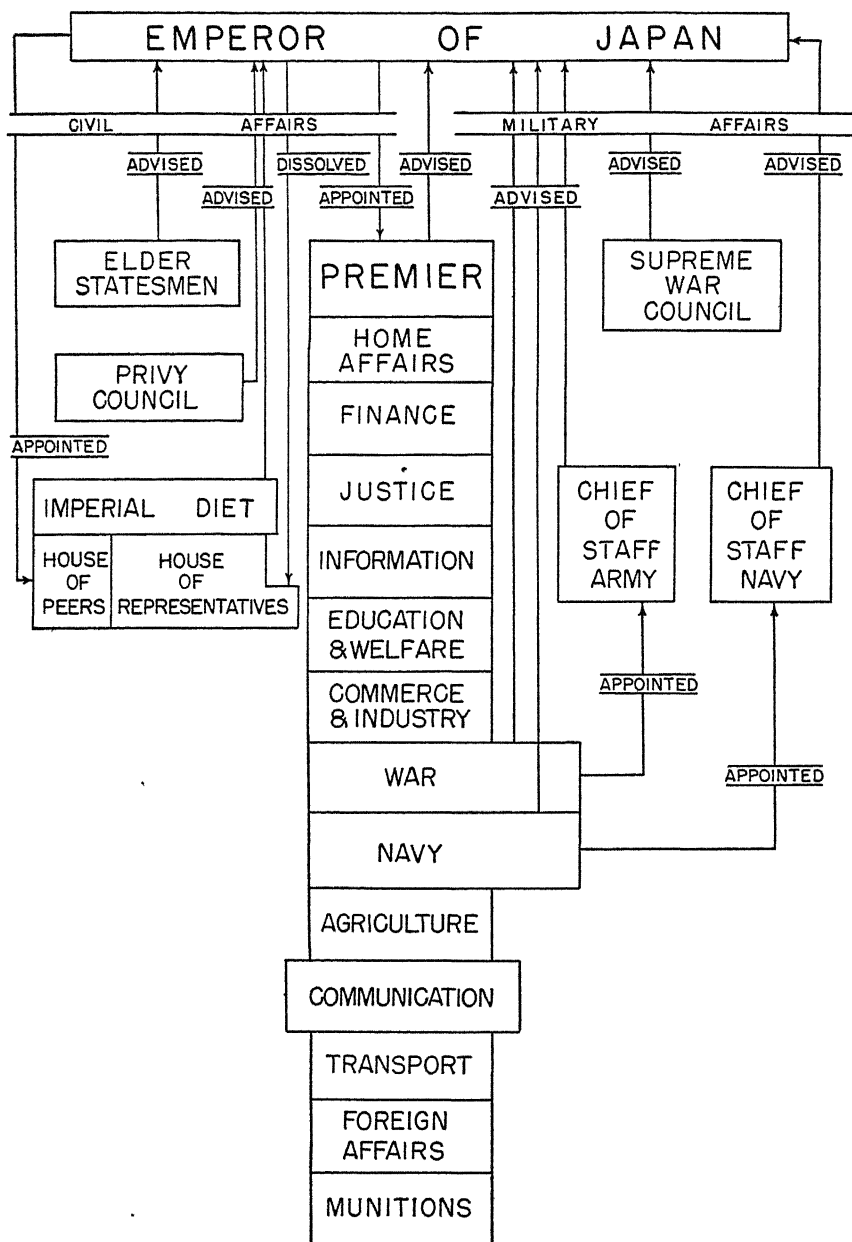 EMPEROR OF JAPAN
CIVIL AFFAIRS
MILITARY AFFAIRS
ADVISED
DISSOLVED
ADVISED
ADVISED
ADVISED
ADVISED
APPOINTED
ADVISED
ELDER
STATESMEN
PREMIER
SUPREME
WAR
COUNCIL
HOME
AFFAIRS
PRIVY
COUNCIL
FINANCE
APPOINTED
IMPERIAL DIET
HOUSE
OF
PEERS
HOUSE
OF
REPRESENTATIVES
JUSTICE
CHIEF
OF
STAFF
ARMY
CHIEF
OF
STAFF
NAVY
INFORMATION
EDUCATION
& WELFARE
COMMERCE
& INDUSTRY
APPOINTED
WAR
APPOINTED
NAVY
AGRICULTURE
COMMUNICATION
TRANSPORT
FOREIGN
AFFAIRS
MUNITIONS